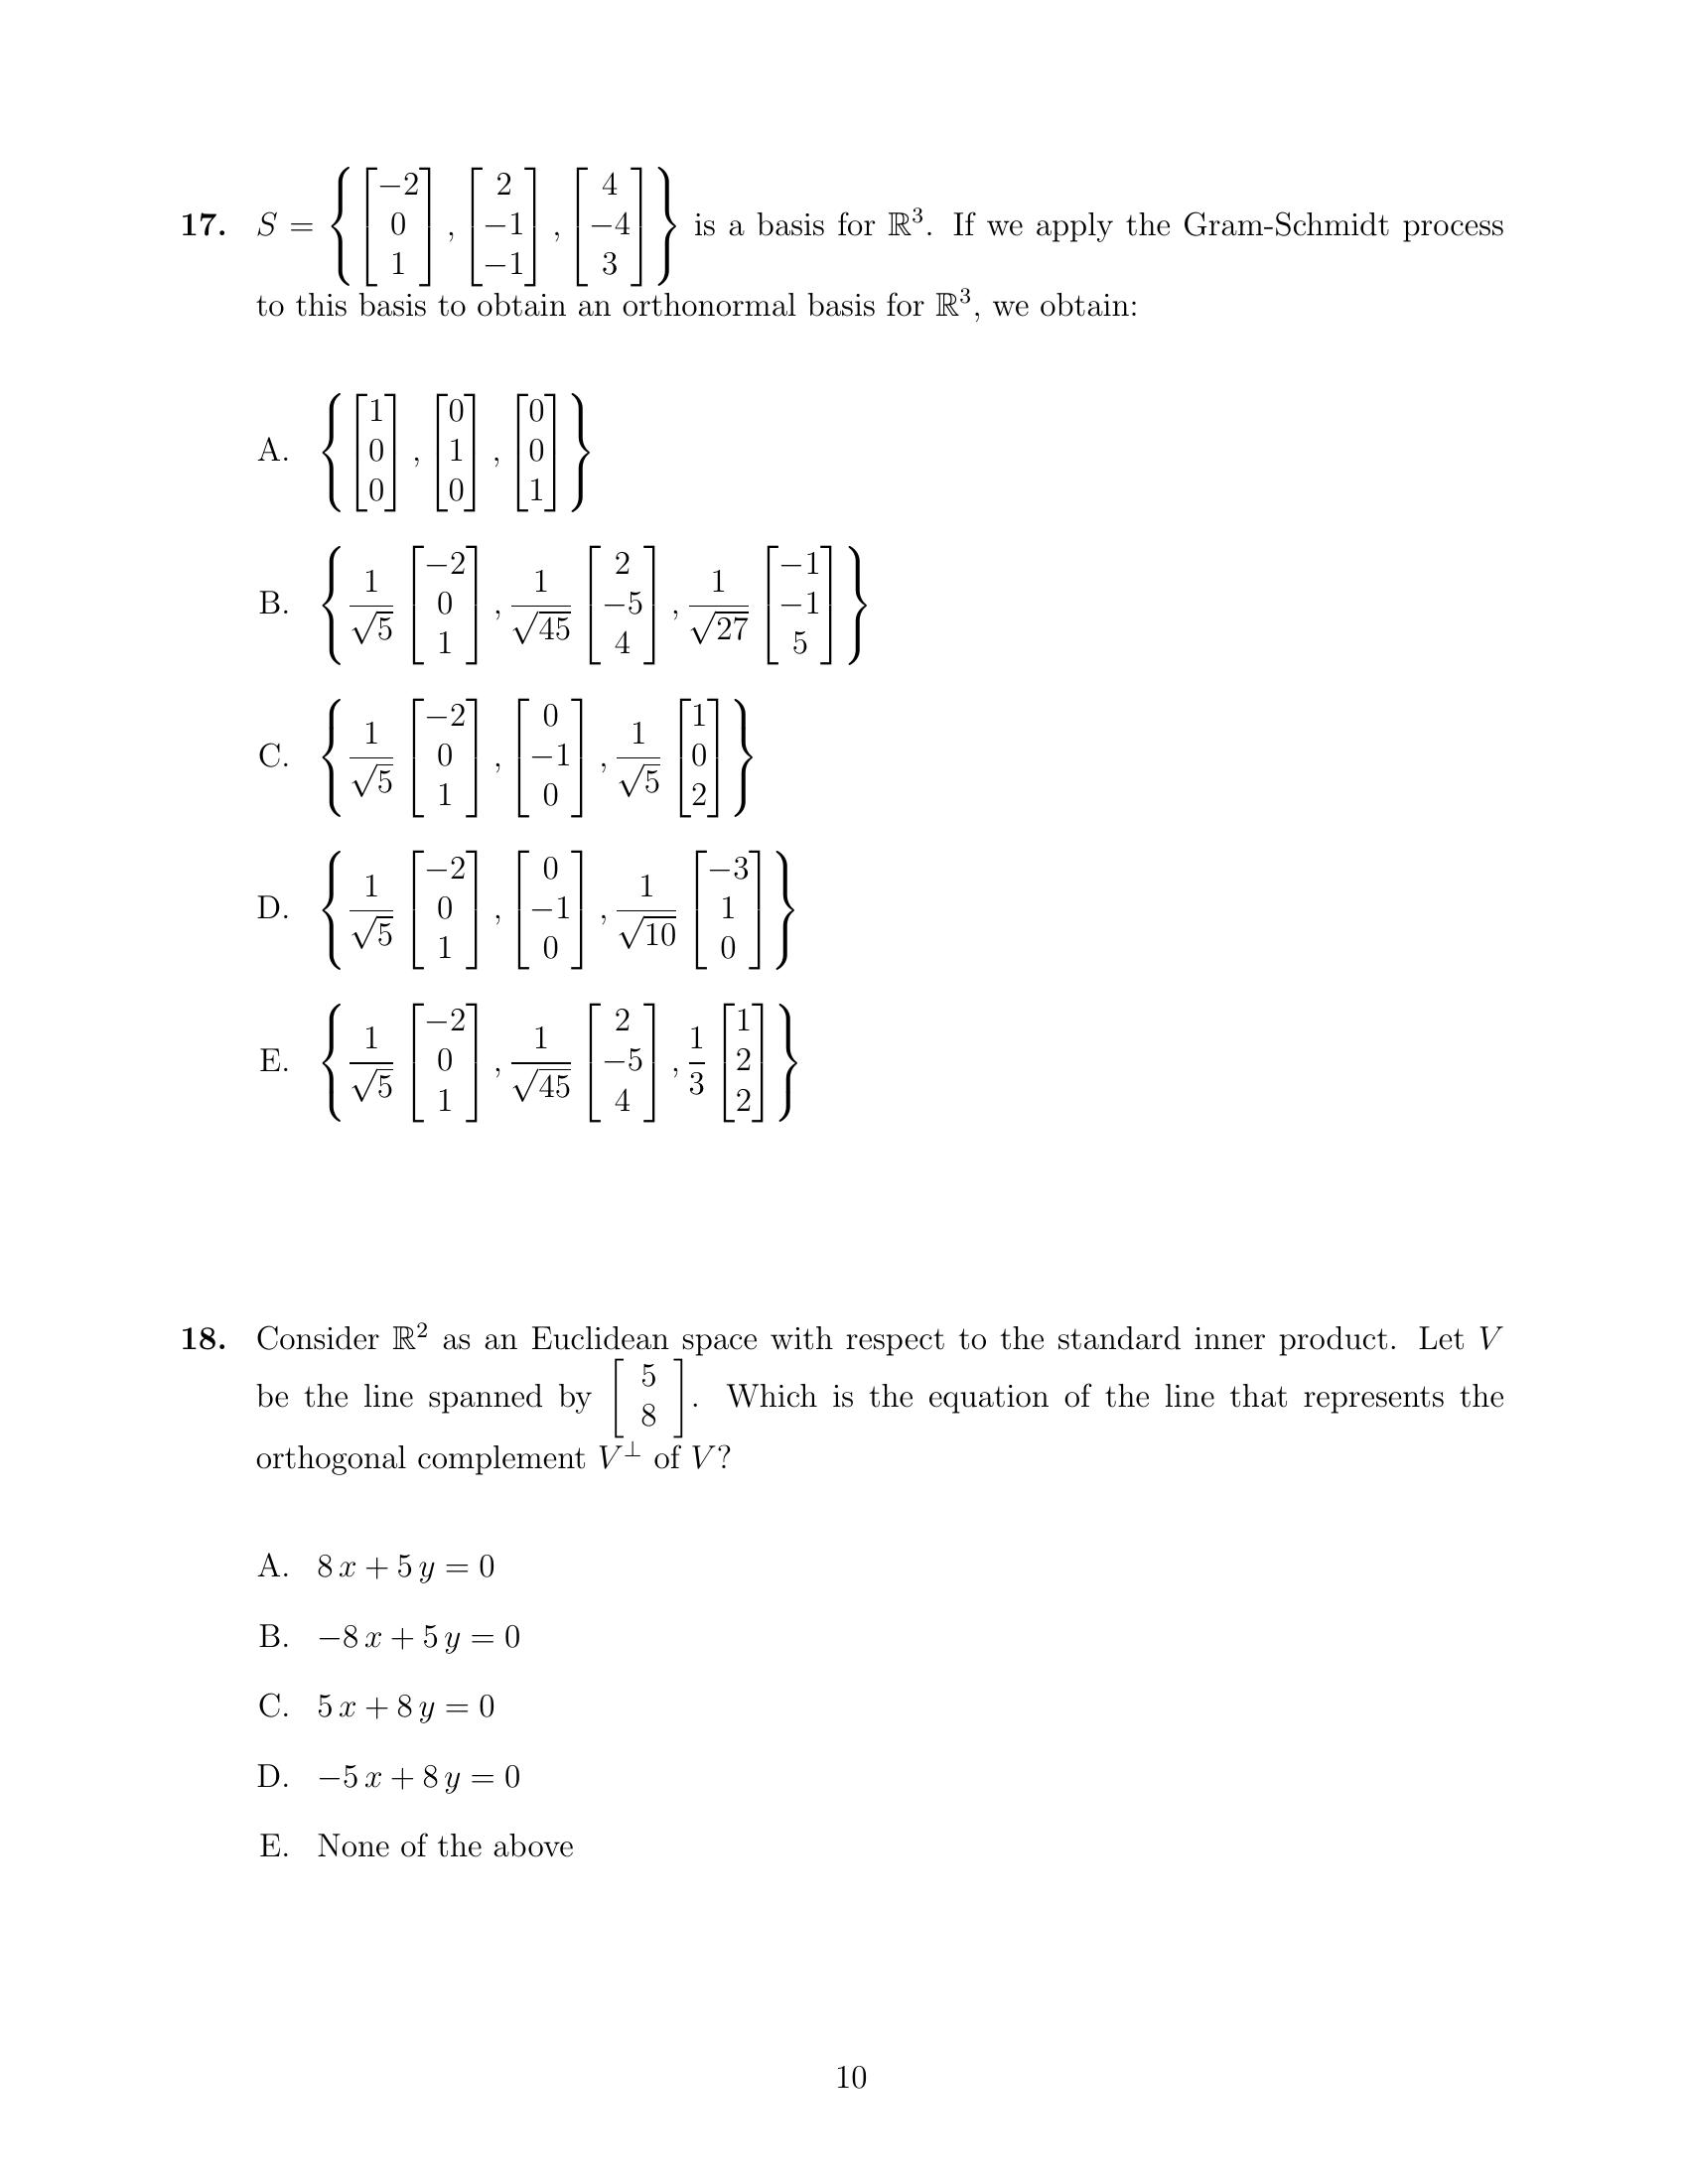 17. $S = \left\{ \begin{bmatrix} -2 \\ 0 \\ 1 \end{bmatrix}, \begin{bmatrix} 2 \\ -1 \\ -1 \end{bmatrix}, \begin{bmatrix} 4 \\ -4 \\ 3 \end{bmatrix} \right\}$ is a basis for $\mathbb{R}^3$. If we apply the Gram-Schmidt process
to this basis to obtain an orthonormal basis for $\mathbb{R}^3$, we obtain:
A. $\left\{ \begin{bmatrix} 1 \\ 0 \\ 0 \end{bmatrix}, \begin{bmatrix} 0 \\ 1 \\ 0 \end{bmatrix}, \begin{bmatrix} 0 \\ 0 \\ 1 \end{bmatrix} \right\}$
B. $\left\{ \frac{1}{\sqrt{5}} \begin{bmatrix} -2 \\ 0 \\ 1 \end{bmatrix}, \frac{1}{\sqrt{45}} \begin{bmatrix} 2 \\ -5 \\ 4 \end{bmatrix}, \frac{1}{\sqrt{27}} \begin{bmatrix} -1 \\ -1 \\ 5 \end{bmatrix} \right\}$
C. $\left\{ \frac{1}{\sqrt{5}} \begin{bmatrix} -2 \\ 0 \\ 1 \end{bmatrix}, \begin{bmatrix} 0 \\ -1 \\ 0 \end{bmatrix}, \frac{1}{\sqrt{5}} \begin{bmatrix} 1 \\ 0 \\ 2 \end{bmatrix} \right\}$
D. $\left\{ \frac{1}{\sqrt{5}} \begin{bmatrix} -2 \\ 0 \\ 1 \end{bmatrix}, \begin{bmatrix} 0 \\ -1 \\ 0 \end{bmatrix}, \frac{1}{\sqrt{10}} \begin{bmatrix} -3 \\ 1 \\ 0 \end{bmatrix} \right\}$
E. $\left\{ \frac{1}{\sqrt{5}} \begin{bmatrix} -2 \\ 0 \\ 1 \end{bmatrix}, \frac{1}{\sqrt{45}} \begin{bmatrix} 2 \\ -5 \\ 4 \end{bmatrix}, \frac{1}{3} \begin{bmatrix} 1 \\ 2 \\ 2 \end{bmatrix} \right\}$
18. Consider $\mathbb{R}^2$ as an Euclidean space with respect to the standard inner product. Let $V$
be the line spanned by $\begin{bmatrix} 5 \\ 8 \end{bmatrix}$. Which is the equation of the line that represents the
orthogonal complement $V^{\perp}$ of $V$?
A. $8x + 5y = 0$
B. $-8x + 5y = 0$
C. $5x + 8y = 0$
D. $-5x + 8y = 0$
E. None of the above
10